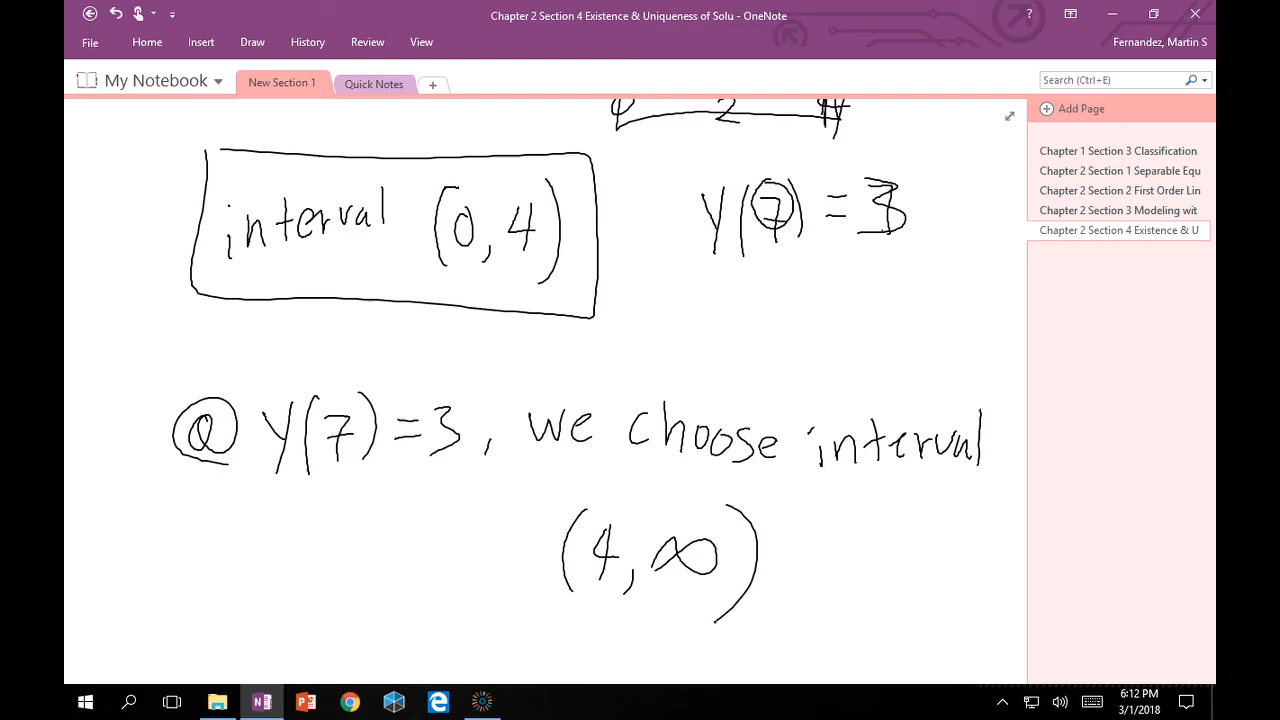 Chapter 2 Section 4 Existence & Uniqueness of Solu - OneNote
?
File Home Insert Draw History Review View
Fernandez, Martin S
My Notebook New Section 1 Quick Notes +
Search (Ctrl+E)
Add Page
Chapter 1 Section 3 Classification
Chapter 2 Section 1 Separable Equ
Chapter 2 Section 2 First Order Lin
Chapter 2 Section 3 Modeling wit
Chapter 2 Section 4 Existence & U
2
interval (0, 4)
y(7) = 3
@ y(7) = 3, we choose interval
(4, ∞)
6:12 PM
3/1/2018